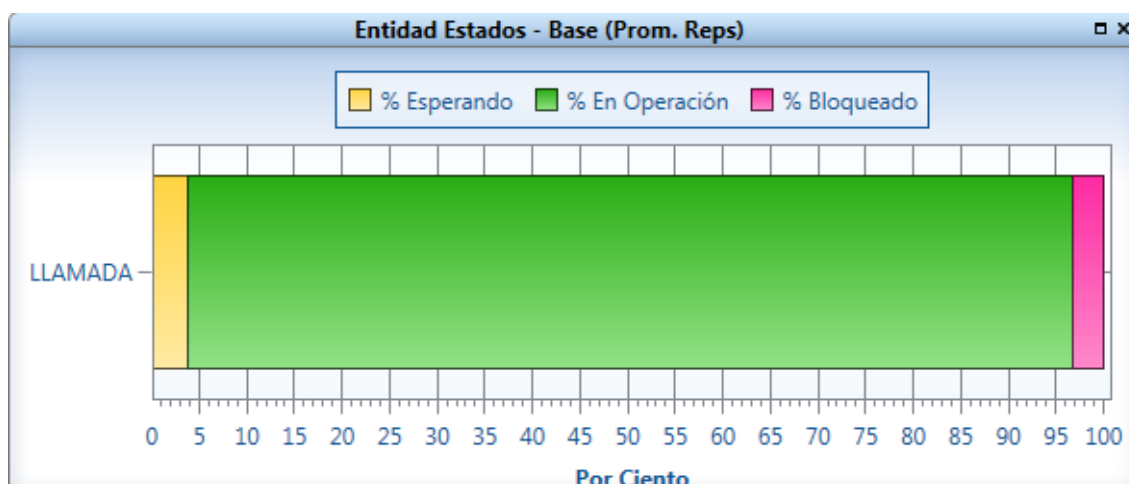 Entidad Estados - Base (Prom. Reps)
% Esperando % En Operación % Bloqueado
LLAMADA
0 5 10 15 20 25 30 35 40 45 50 55 60 65 70 75 80 85 90 95 100
Por Ciento